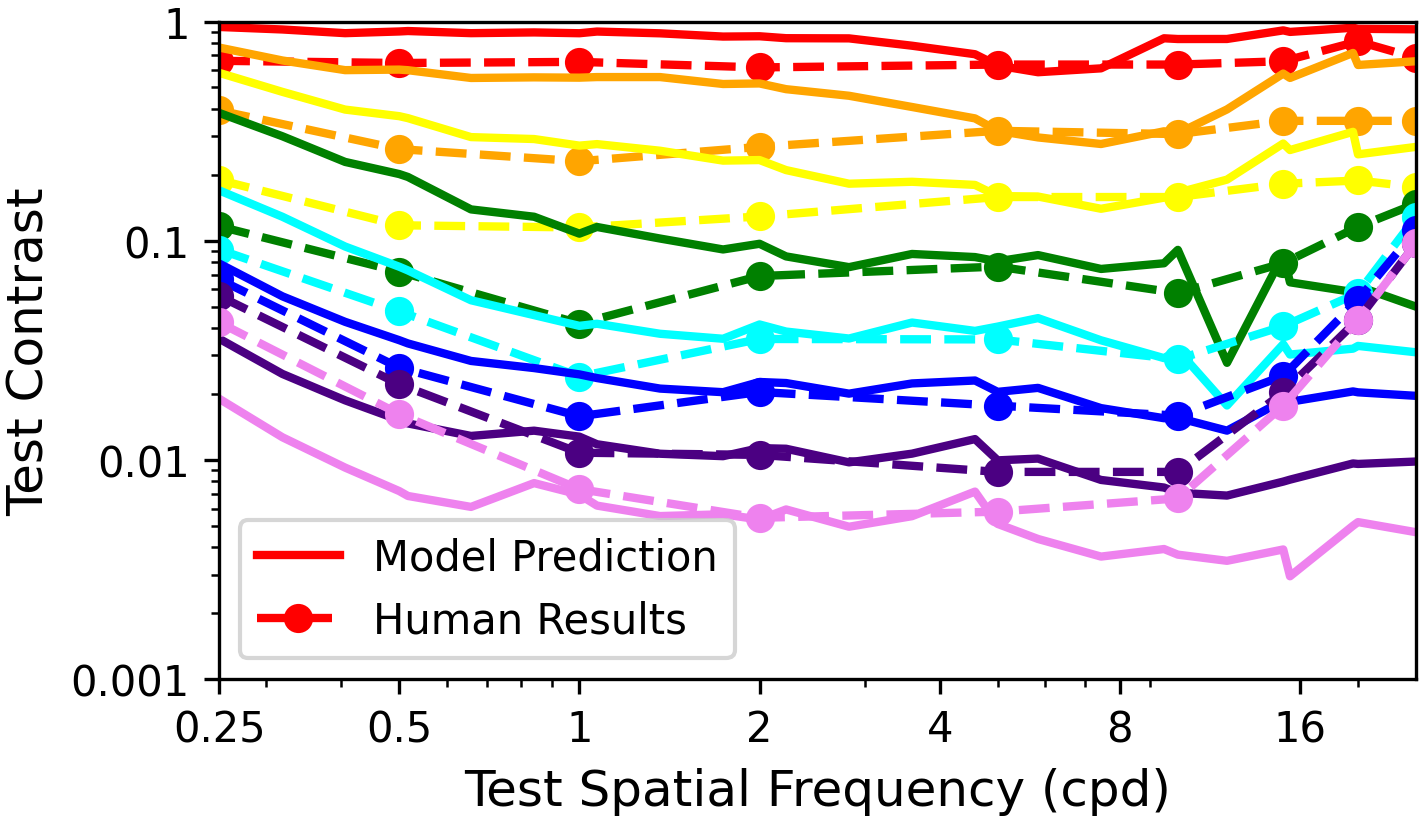 1
0.1
0.01
0.001
Test Contrast
Model Prediction
Human Results
0.25 0.5 1 2 4 8 16
Test Spatial Frequency (cpd)